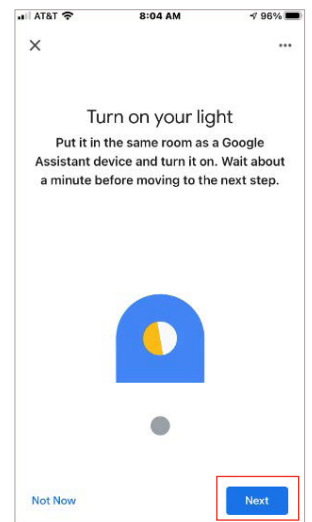 AT&T 8:04 AM 96%
Turn on your light
Put it in the same room as a Google
Assistant device and turn it on. Wait about
a minute before moving to the next step.
Not Now Next